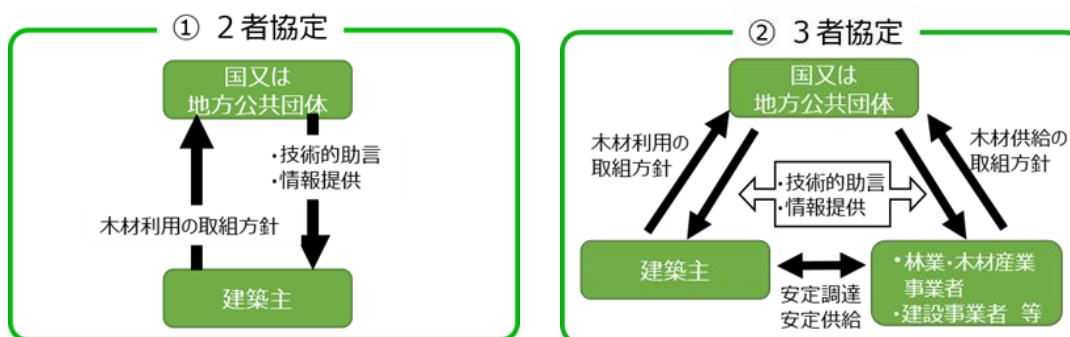 ① 2者協定
国又は
地方公共団体
・技術的助言
・情報提供
木材利用の取組方針
建築主
② 3者協定
国又は
地方公共団体
木材利用の
取組方針
木材供給の
取組方針
・技術的助言
・情報提供
建築主
安定調達
安定供給
・林業・木材産業
事業者
・建設事業者 等